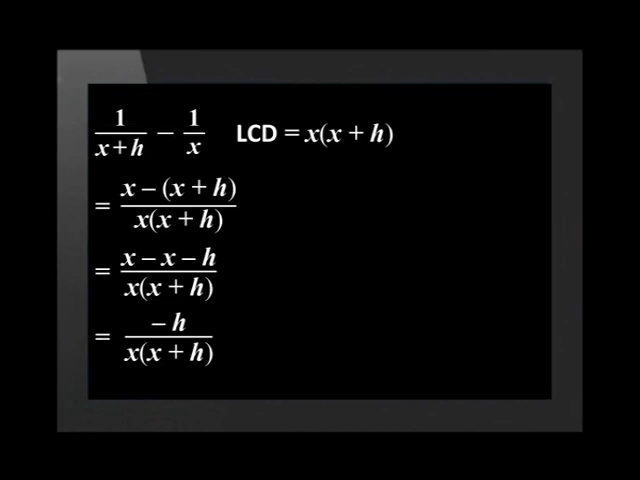 1/(x+h) − 1/x   LCD = x(x + h)
= (x – (x + h))/(x(x + h))
= (x – x – h)/(x(x + h))
= (– h)/(x(x + h))